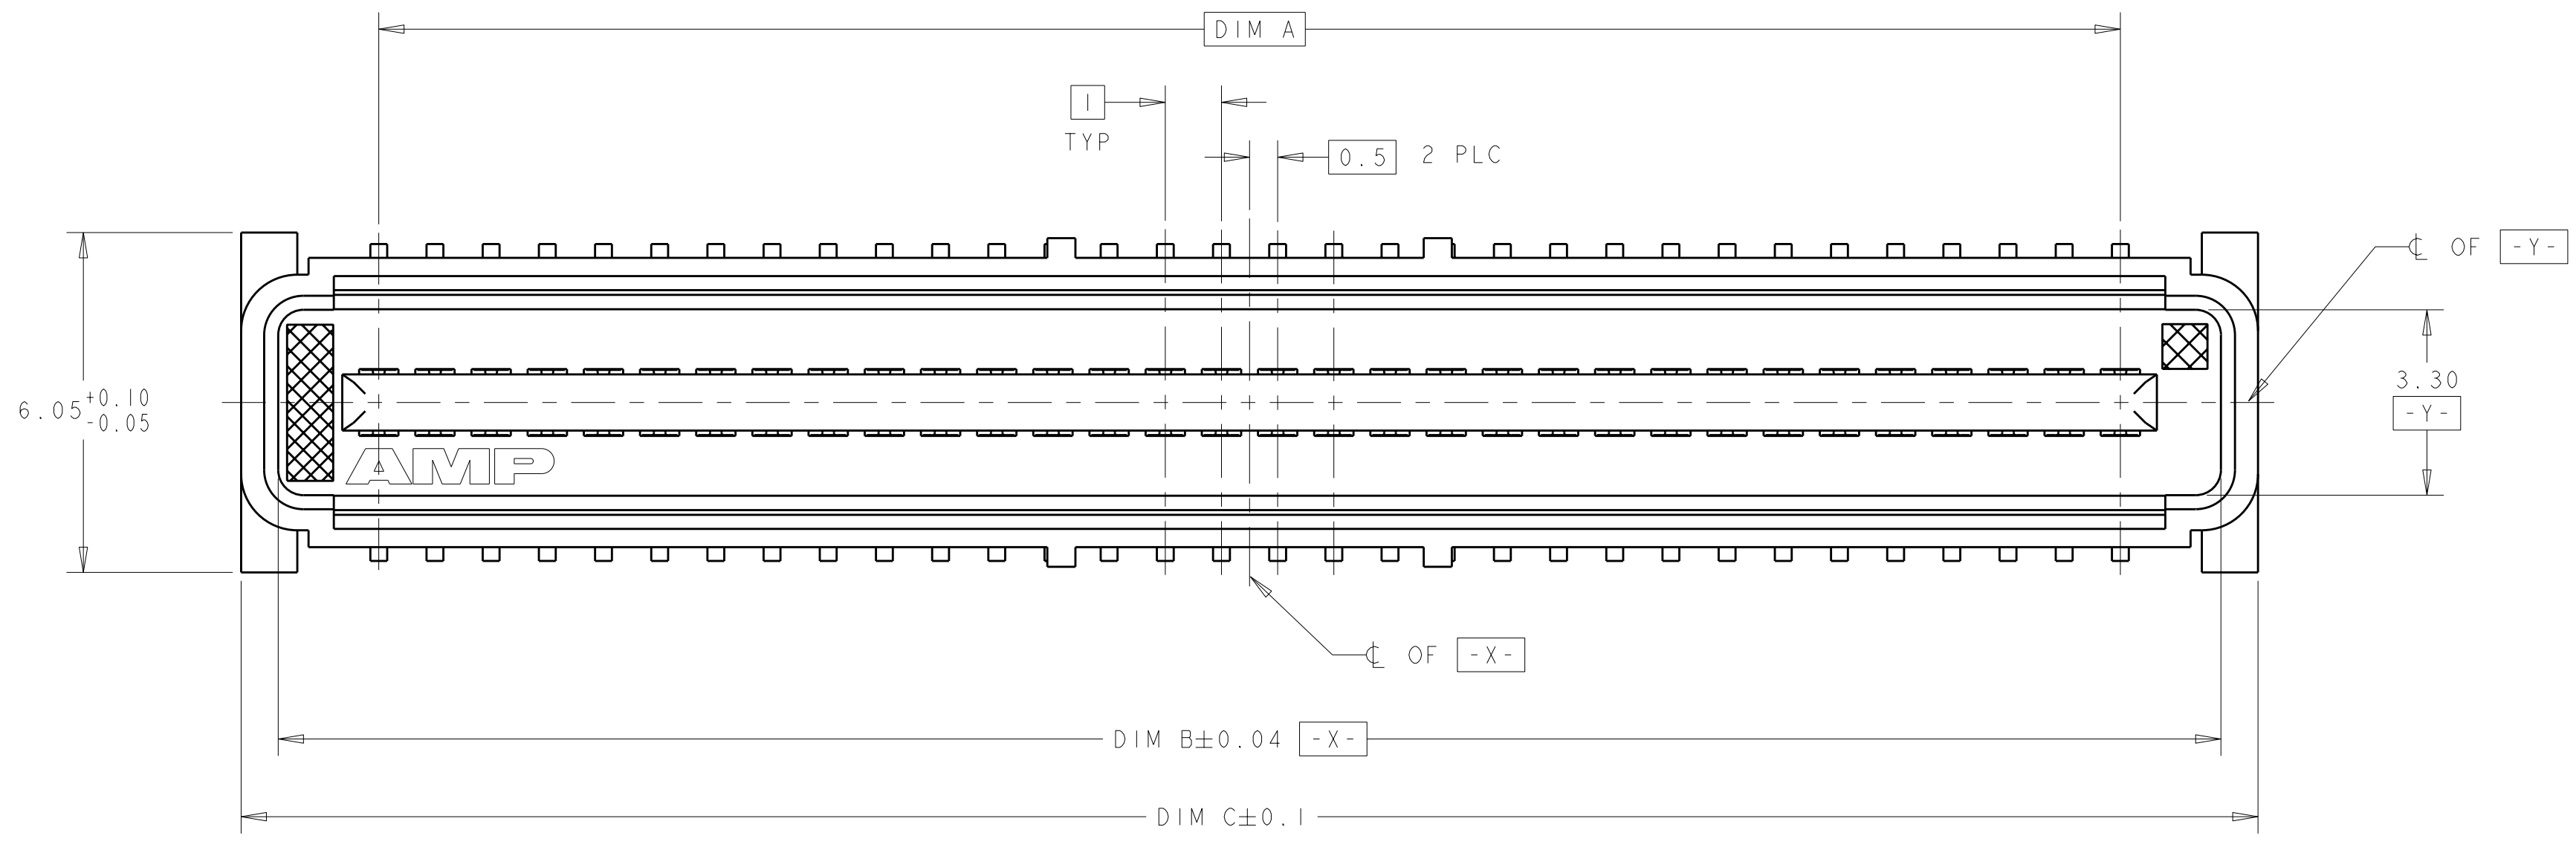 DIM A
1
TYP
0.5 2 PLC
℄ OF -Y-
6.05 +0.10 -0.05
3.30
-Y-
AMP
℄ OF -X-
DIM B±0.04 -X-
DIM C±0.1